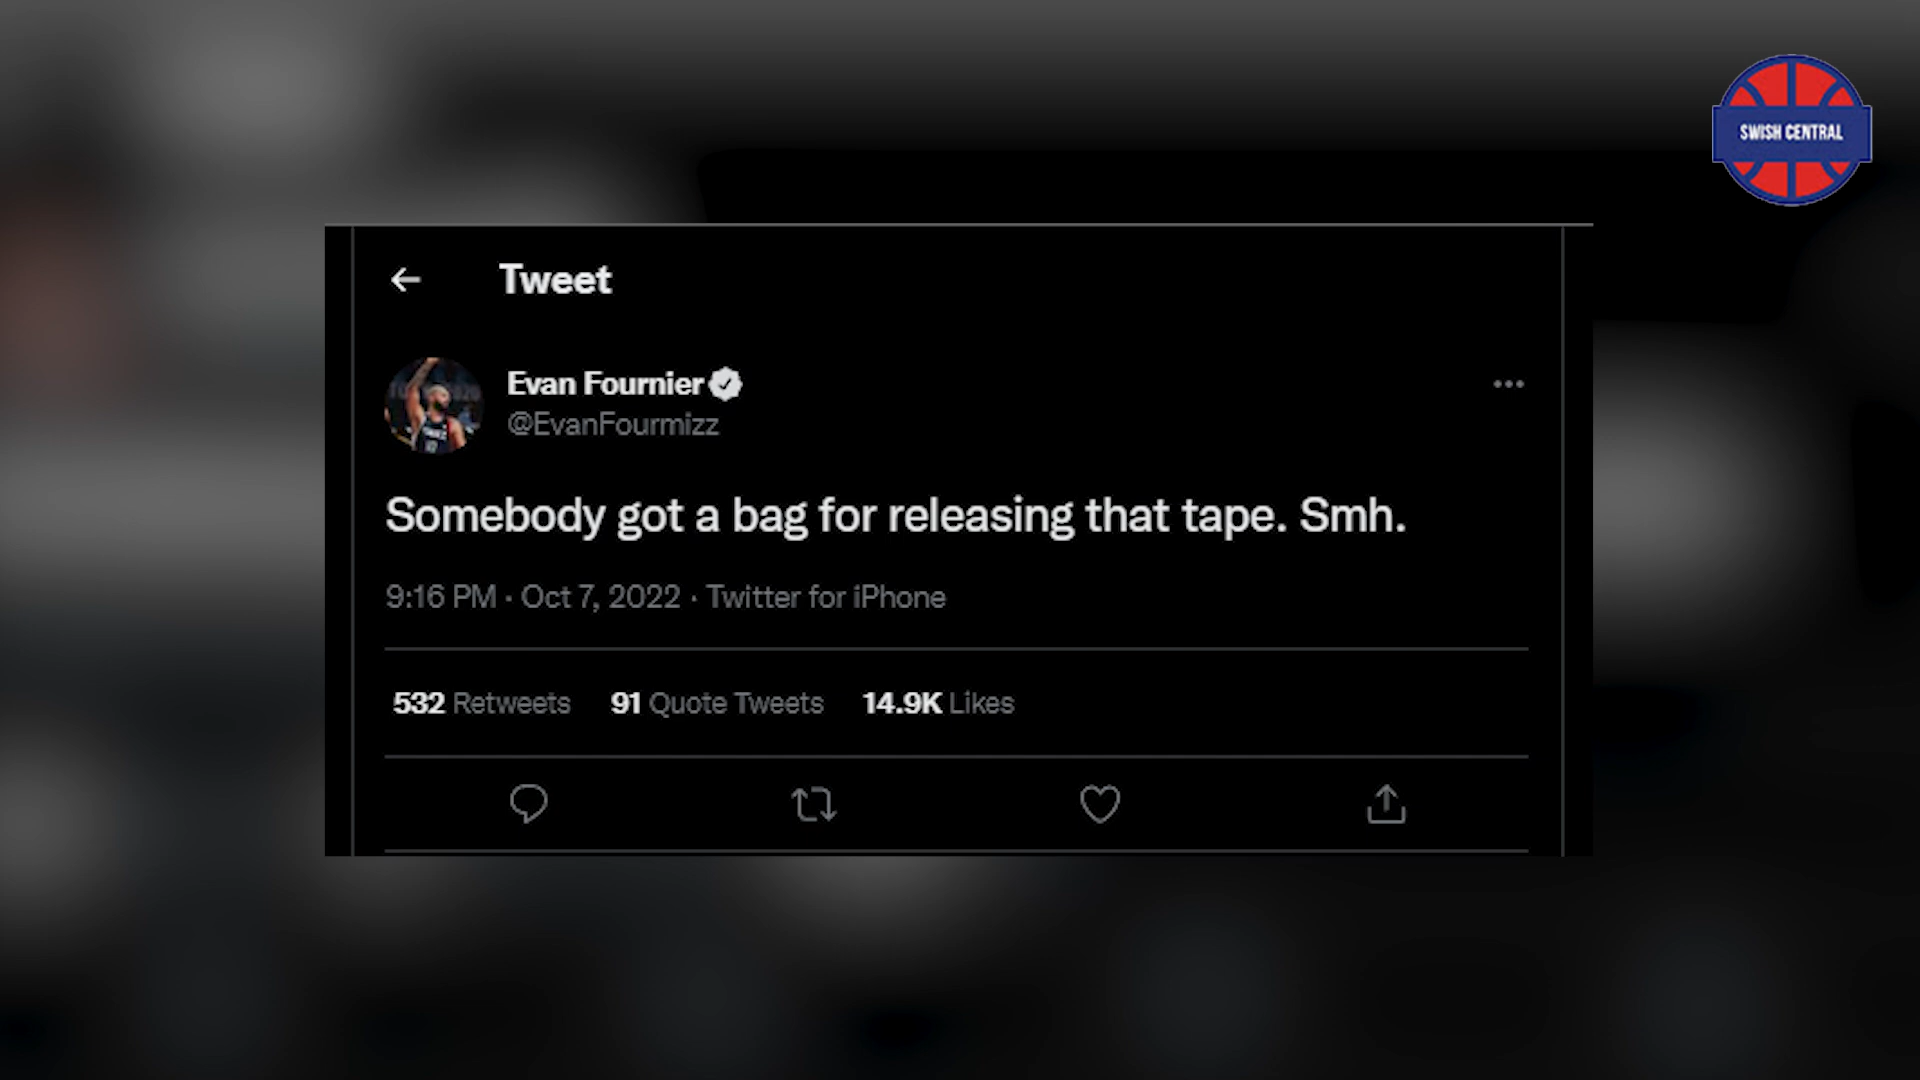 SWISH CENTRAL
Tweet
Evan Fournier
@EvanFourmizz
Somebody got a bag for releasing that tape. Smh.
9:16 PM · Oct 7, 2022 · Twitter for iPhone
532 Retweets 91 Quote Tweets 14.9K Likes